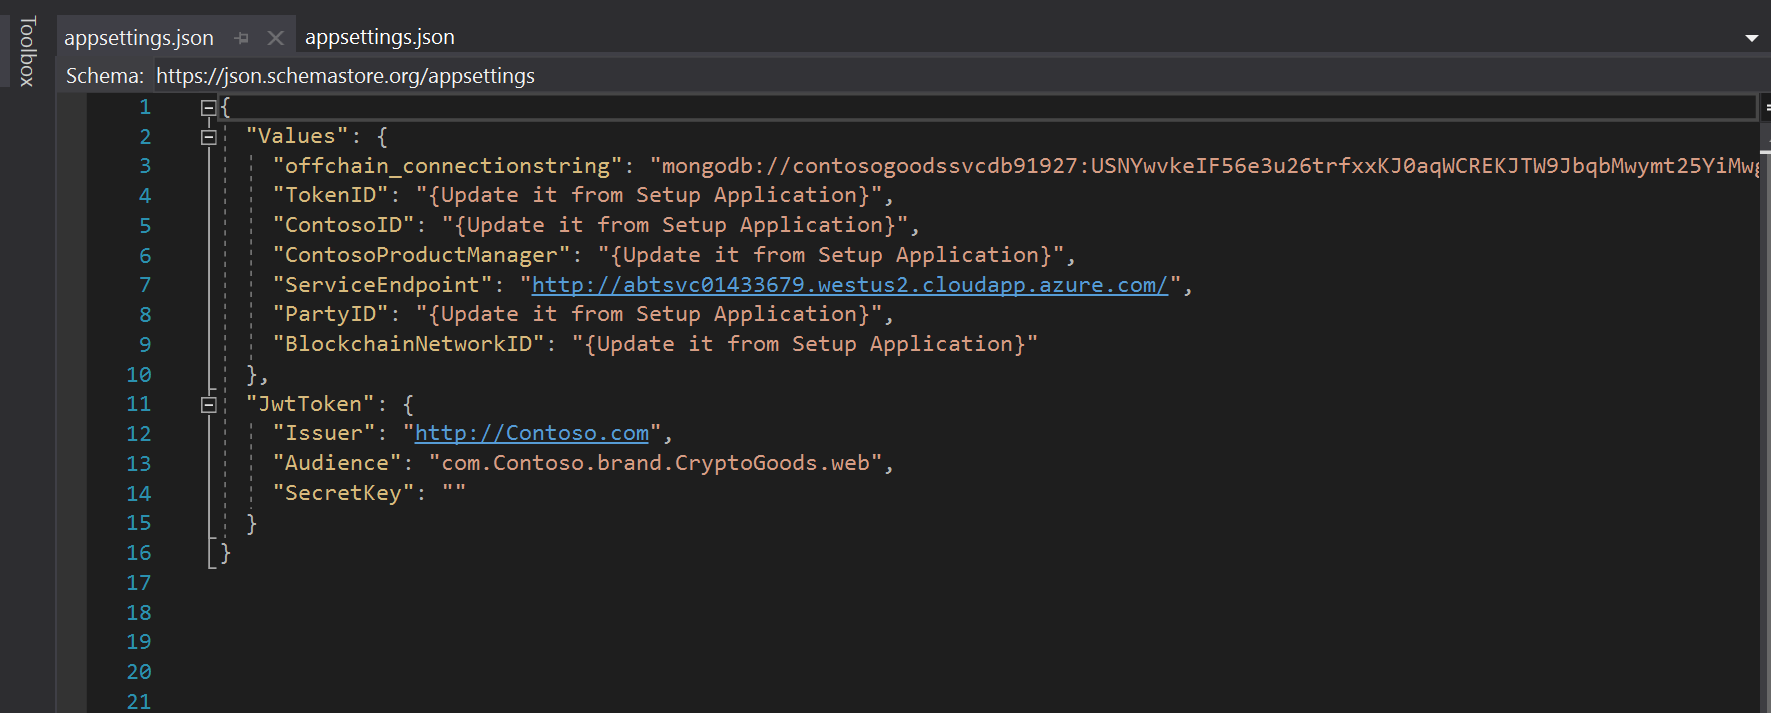 Toolbox
appsettings.json
appsettings.json
Schema: https://json.schemastore.org/appsettings
1 {
2 "Values": {
3 "offchain_connectionstring": "mongodb://contosogoodssvcdb91927:USNYwvkeIF56e3u26trfxxKJ0aqWCREKJTW9JbqbMwymt25YiMwg
4 "TokenID": "{Update it from Setup Application}",
5 "ContosoID": "{Update it from Setup Application}",
6 "ContosoProductManager": "{Update it from Setup Application}",
7 "ServiceEndpoint": "http://abtsvc01433679.westus2.cloudapp.azure.com/",
8 "PartyID": "{Update it from Setup Application}",
9 "BlockchainNetworkID": "{Update it from Setup Application}"
10 },
11 "JwtToken": {
12 "Issuer": "http://Contoso.com",
13 "Audience": "com.Contoso.brand.CryptoGoods.web",
14 "SecretKey": ""
15 }
16 }
17
18
19
20
21